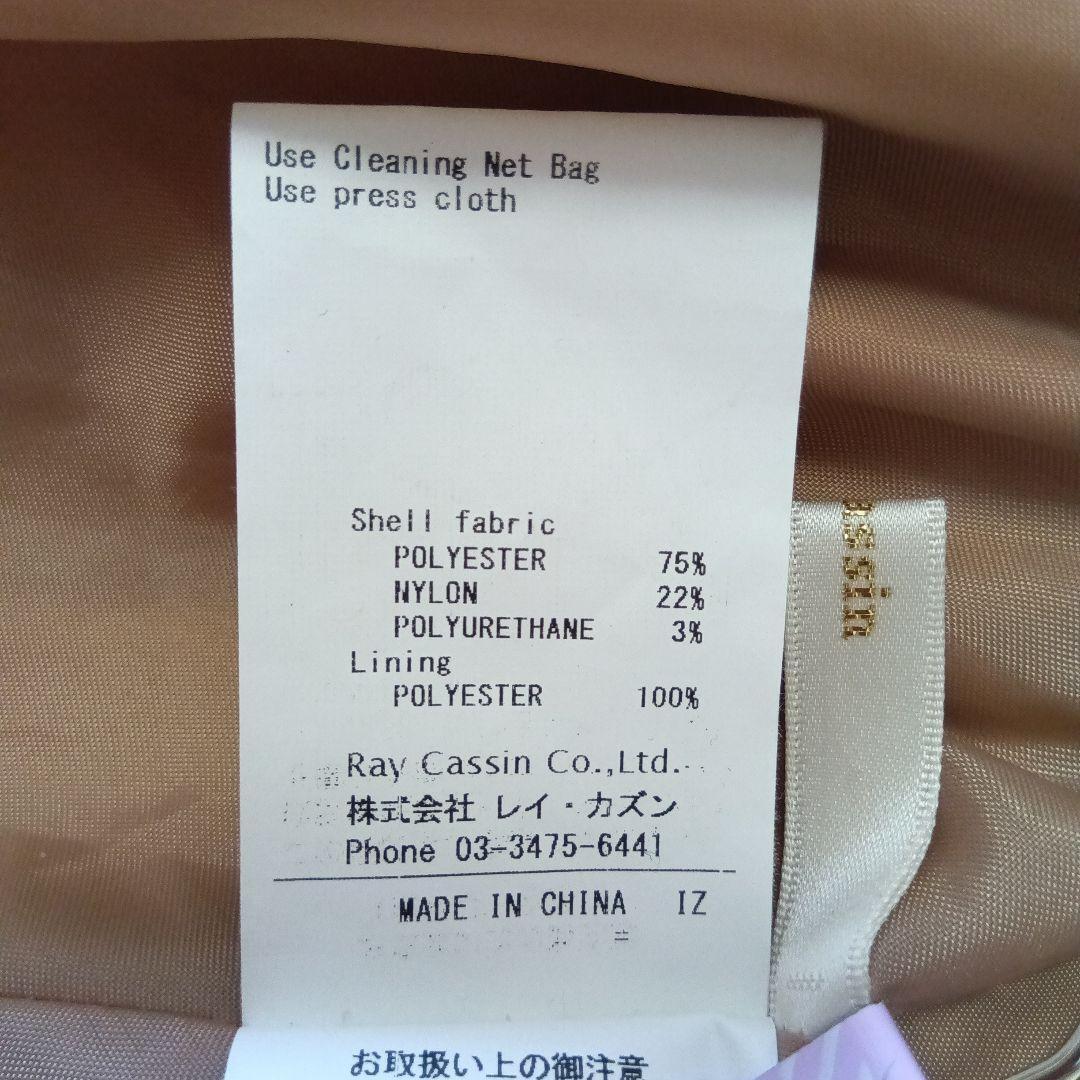 Use Cleaning Net Bag
Use press cloth
Shell fabric
POLYESTER 75%
NYLON 22%
POLYURETHANE 3%
Lining
POLYESTER 100%
Ray Cassin Co.,Ltd.
株式会社 レイ・カズン
Phone 03-3475-6441
MADE IN CHINA IZ
お取扱い上の御注意
ssin